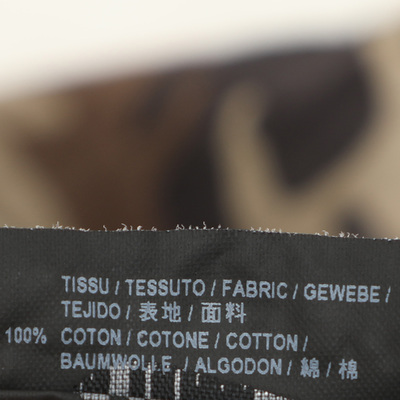 TISSU / TESSUTO / FABRIC / GEWEBE /
TEJIDO / 表地 / 面料
100% COTON / COTONE / COTTON /
BAUMWOLLE / ALGODON / 綿 / 棉